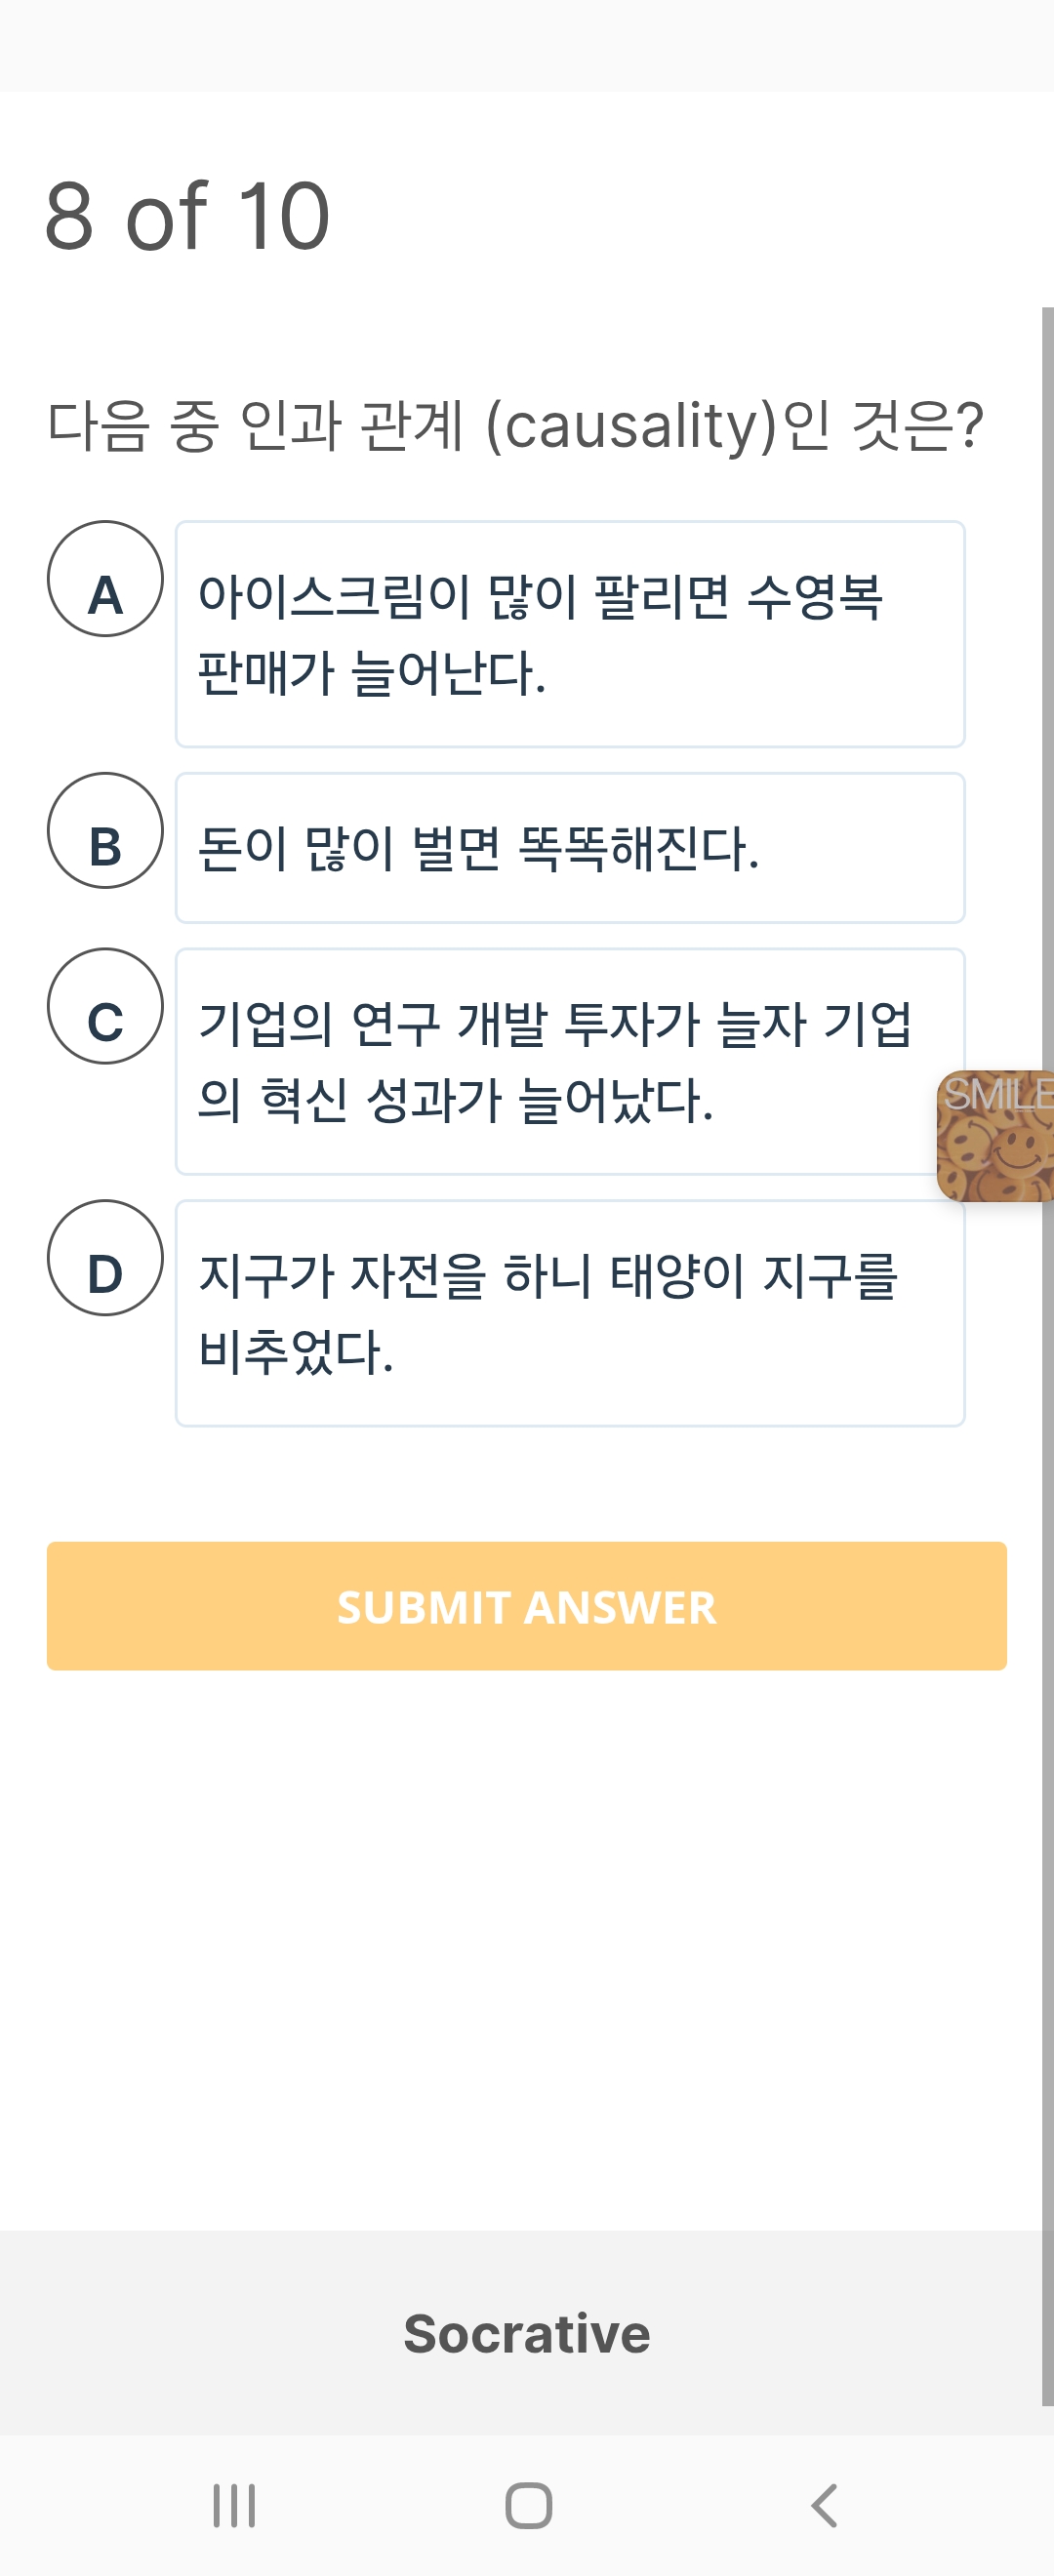 8 of 10
다음 중 인과 관계 (causality)인 것은?
A
아이스크림이 많이 팔리면 수영복
판매가 늘어난다.
B
돈이 많이 벌면 똑똑해진다.
C
기업의 연구 개발 투자가 늘자 기업
의 혁신 성과가 늘어났다.
SMILE
D
지구가 자전을 하니 태양이 지구를
비추었다.
SUBMIT ANSWER
Socrative